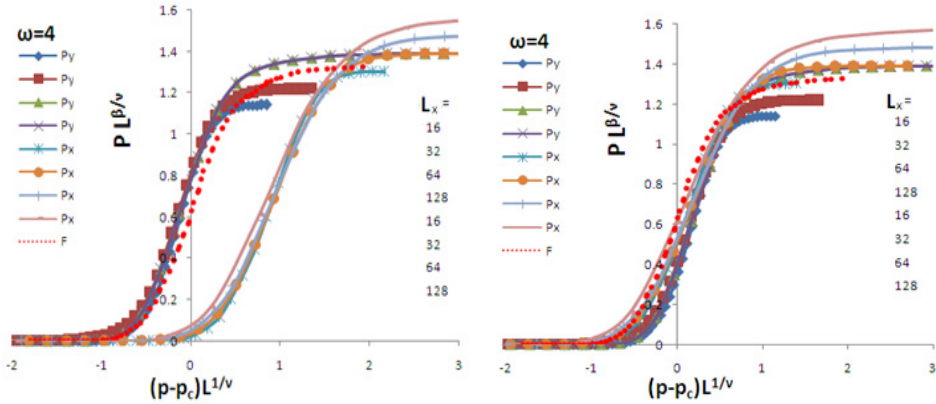 ω=4
Py
Py
Py
Py
Px
Px
Px
Px
F
P L^β/ν
1.6
1.4
1.2
1
0.8
0.6
0.4
0.2
0
-2
-1
0
1
2
3
(p-p_c)L^1/ν
L_x =
16
32
64
128
16
32
64
128
ω=4
Py
Py
Py
Py
Px
Px
Px
Px
F
P L^β/ν
1.6
1.4
1.2
1
0.8
0.6
0.4
0.2
0
-2
-1
0
1
2
3
(p-p_c)L^1/ν
L_x =
16
32
64
128
16
32
64
128